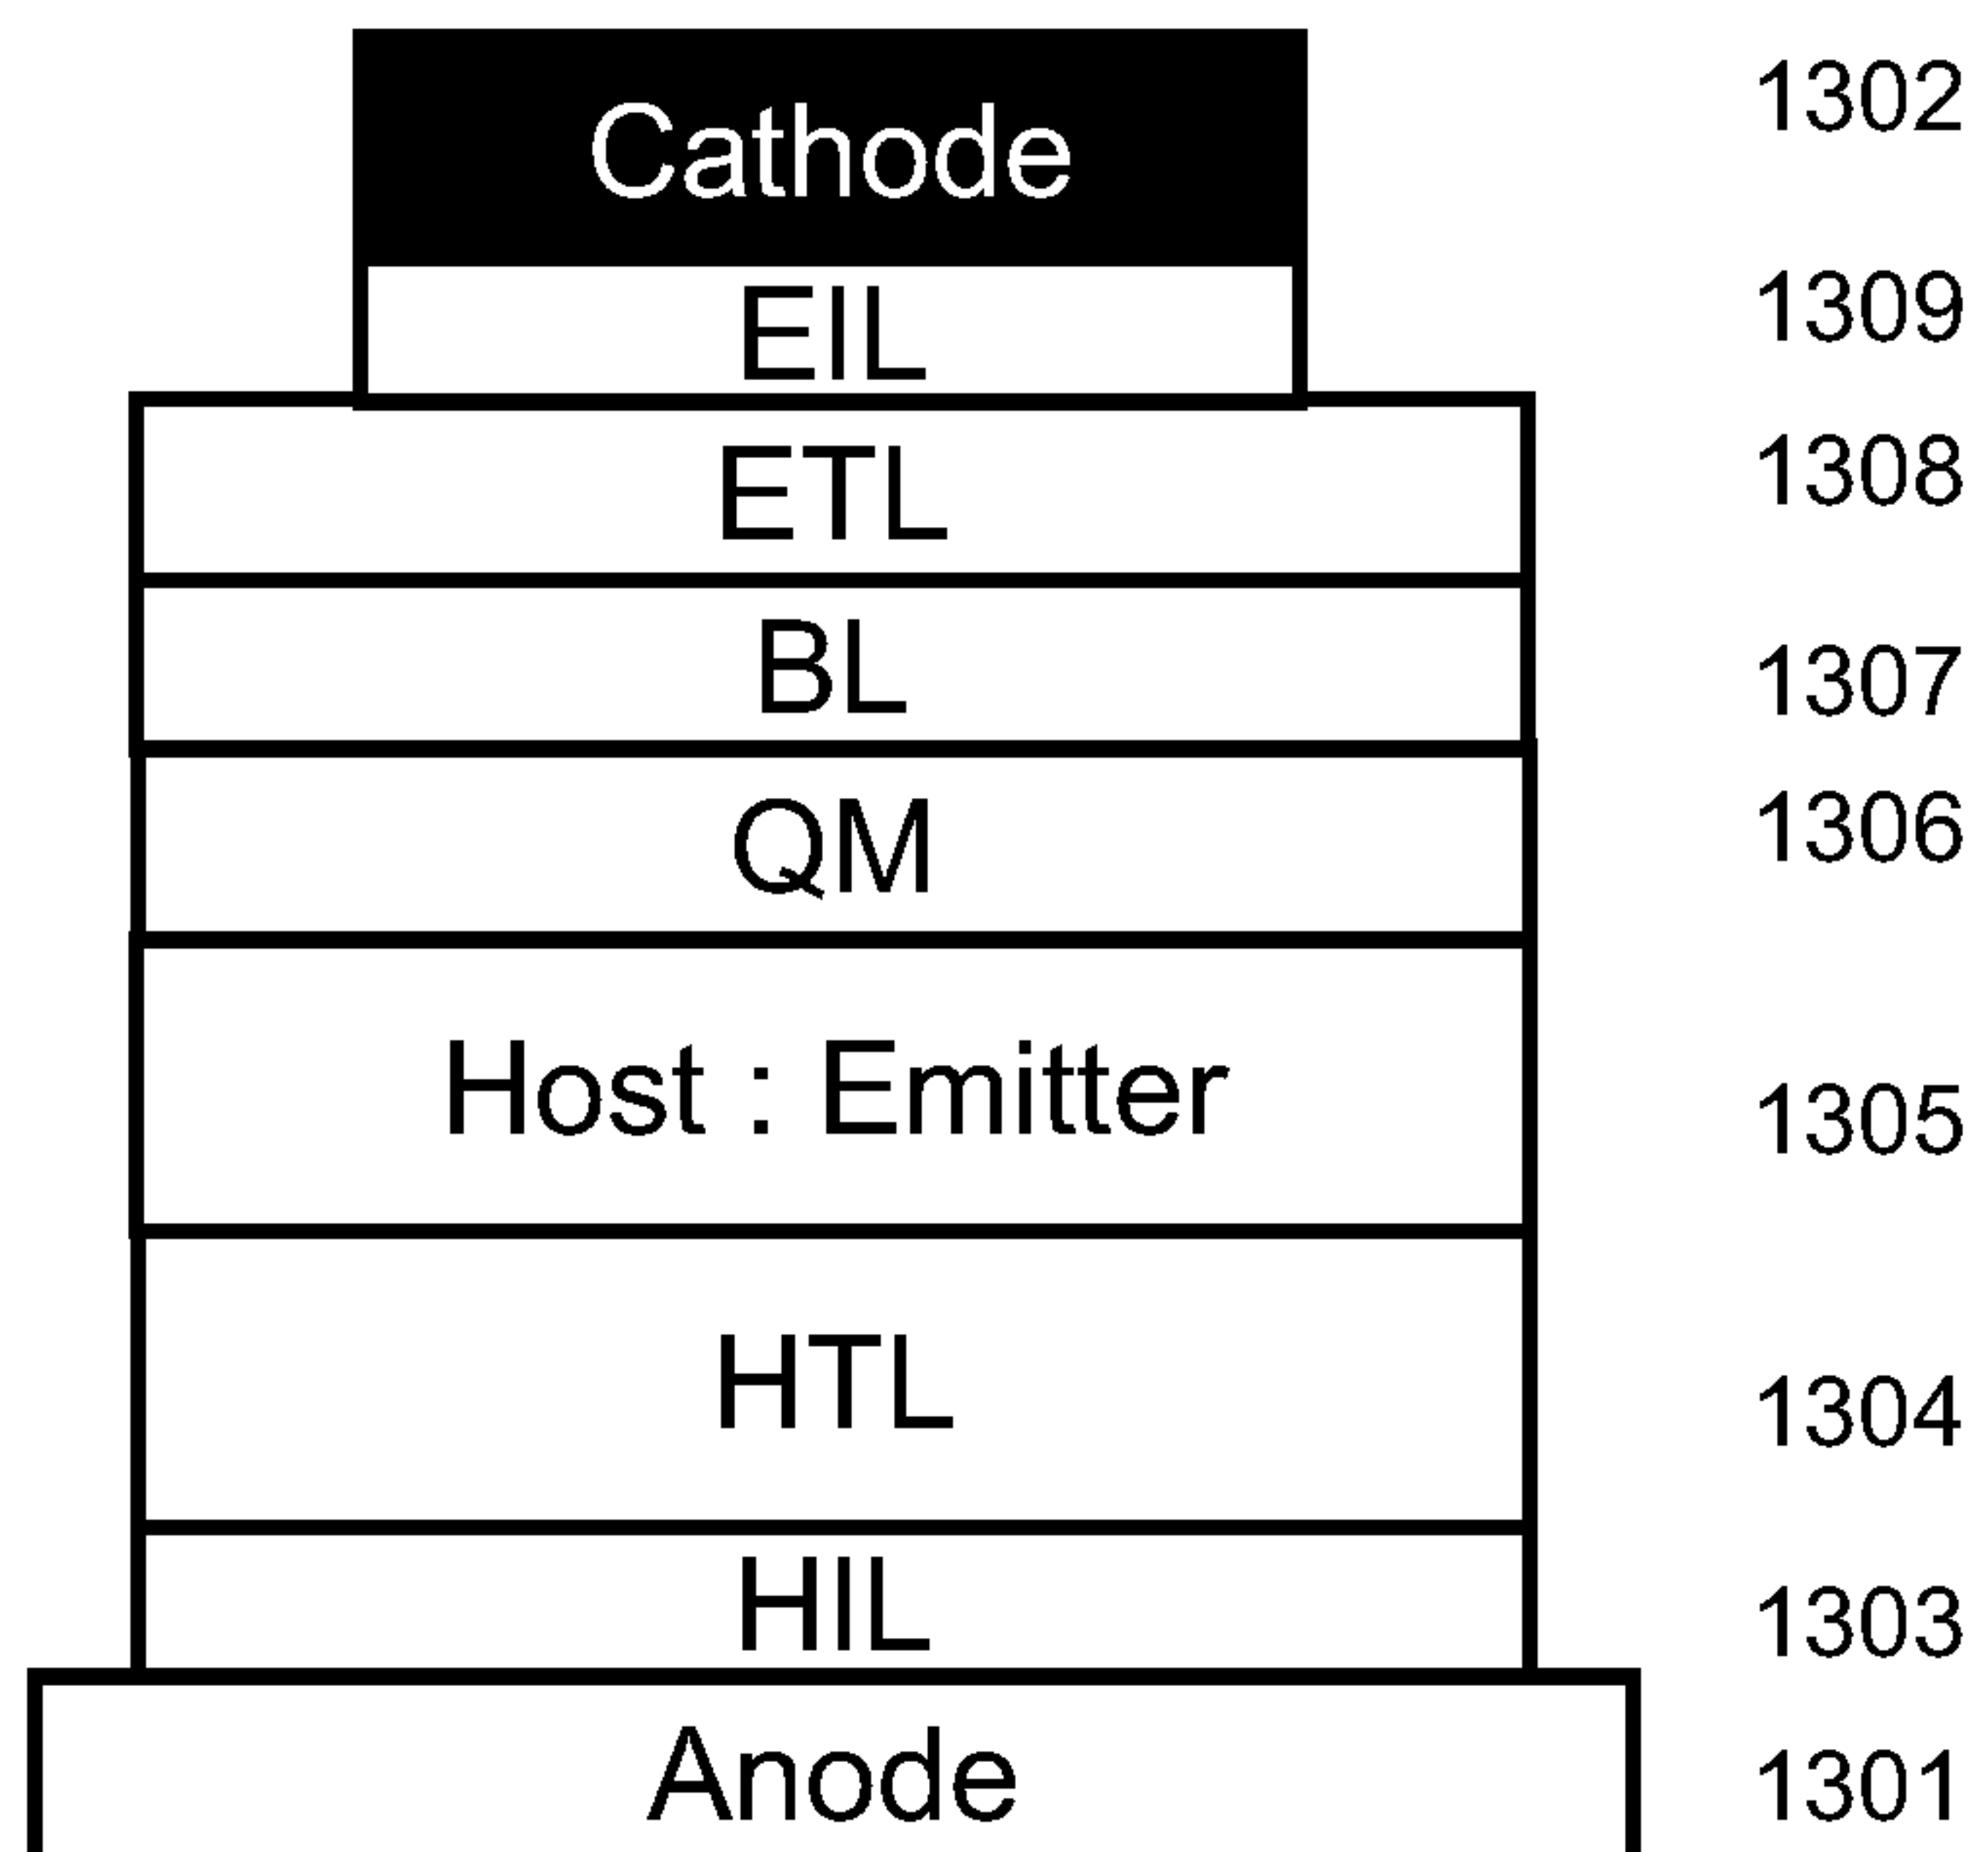 Cathode 1302
EIL 1309
ETL 1308
BL 1307
QM 1306
Host : Emitter 1305
HTL 1304
HIL 1303
Anode 1301